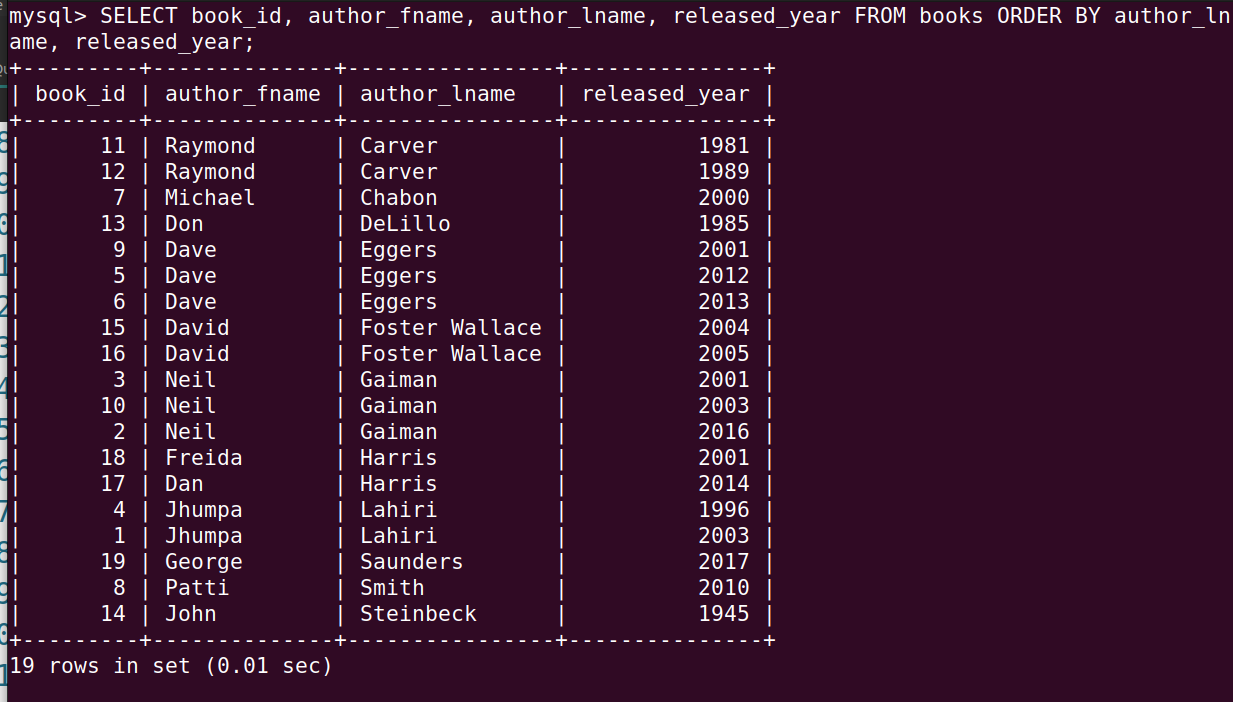 mysql> SELECT book_id, author_fname, author_lname, released_year FROM books ORDER BY author_ln
ame, released_year;
+---------+--------------+----------------+---------------+
| book_id | author_fname | author_lname   | released_year |
+---------+--------------+----------------+---------------+
|      11 | Raymond      | Carver         |          1981 |
|      12 | Raymond      | Carver         |          1989 |
|       7 | Michael      | Chabon         |          2000 |
|      13 | Don          | DeLillo        |          1985 |
|       9 | Dave         | Eggers         |          2001 |
|       5 | Dave         | Eggers         |          2012 |
|       6 | Dave         | Eggers         |          2013 |
|      15 | David        | Foster Wallace |          2004 |
|      16 | David        | Foster Wallace |          2005 |
|       3 | Neil         | Gaiman         |          2001 |
|      10 | Neil         | Gaiman         |          2003 |
|       2 | Neil         | Gaiman         |          2016 |
|      18 | Freida       | Harris         |          2001 |
|      17 | Dan          | Harris         |          2014 |
|       4 | Jhumpa       | Lahiri         |          1996 |
|       1 | Jhumpa       | Lahiri         |          2003 |
|      19 | George       | Saunders       |          2017 |
|       8 | Patti        | Smith          |          2010 |
|      14 | John         | Steinbeck      |          1945 |
+---------+--------------+----------------+---------------+
19 rows in set (0.01 sec)